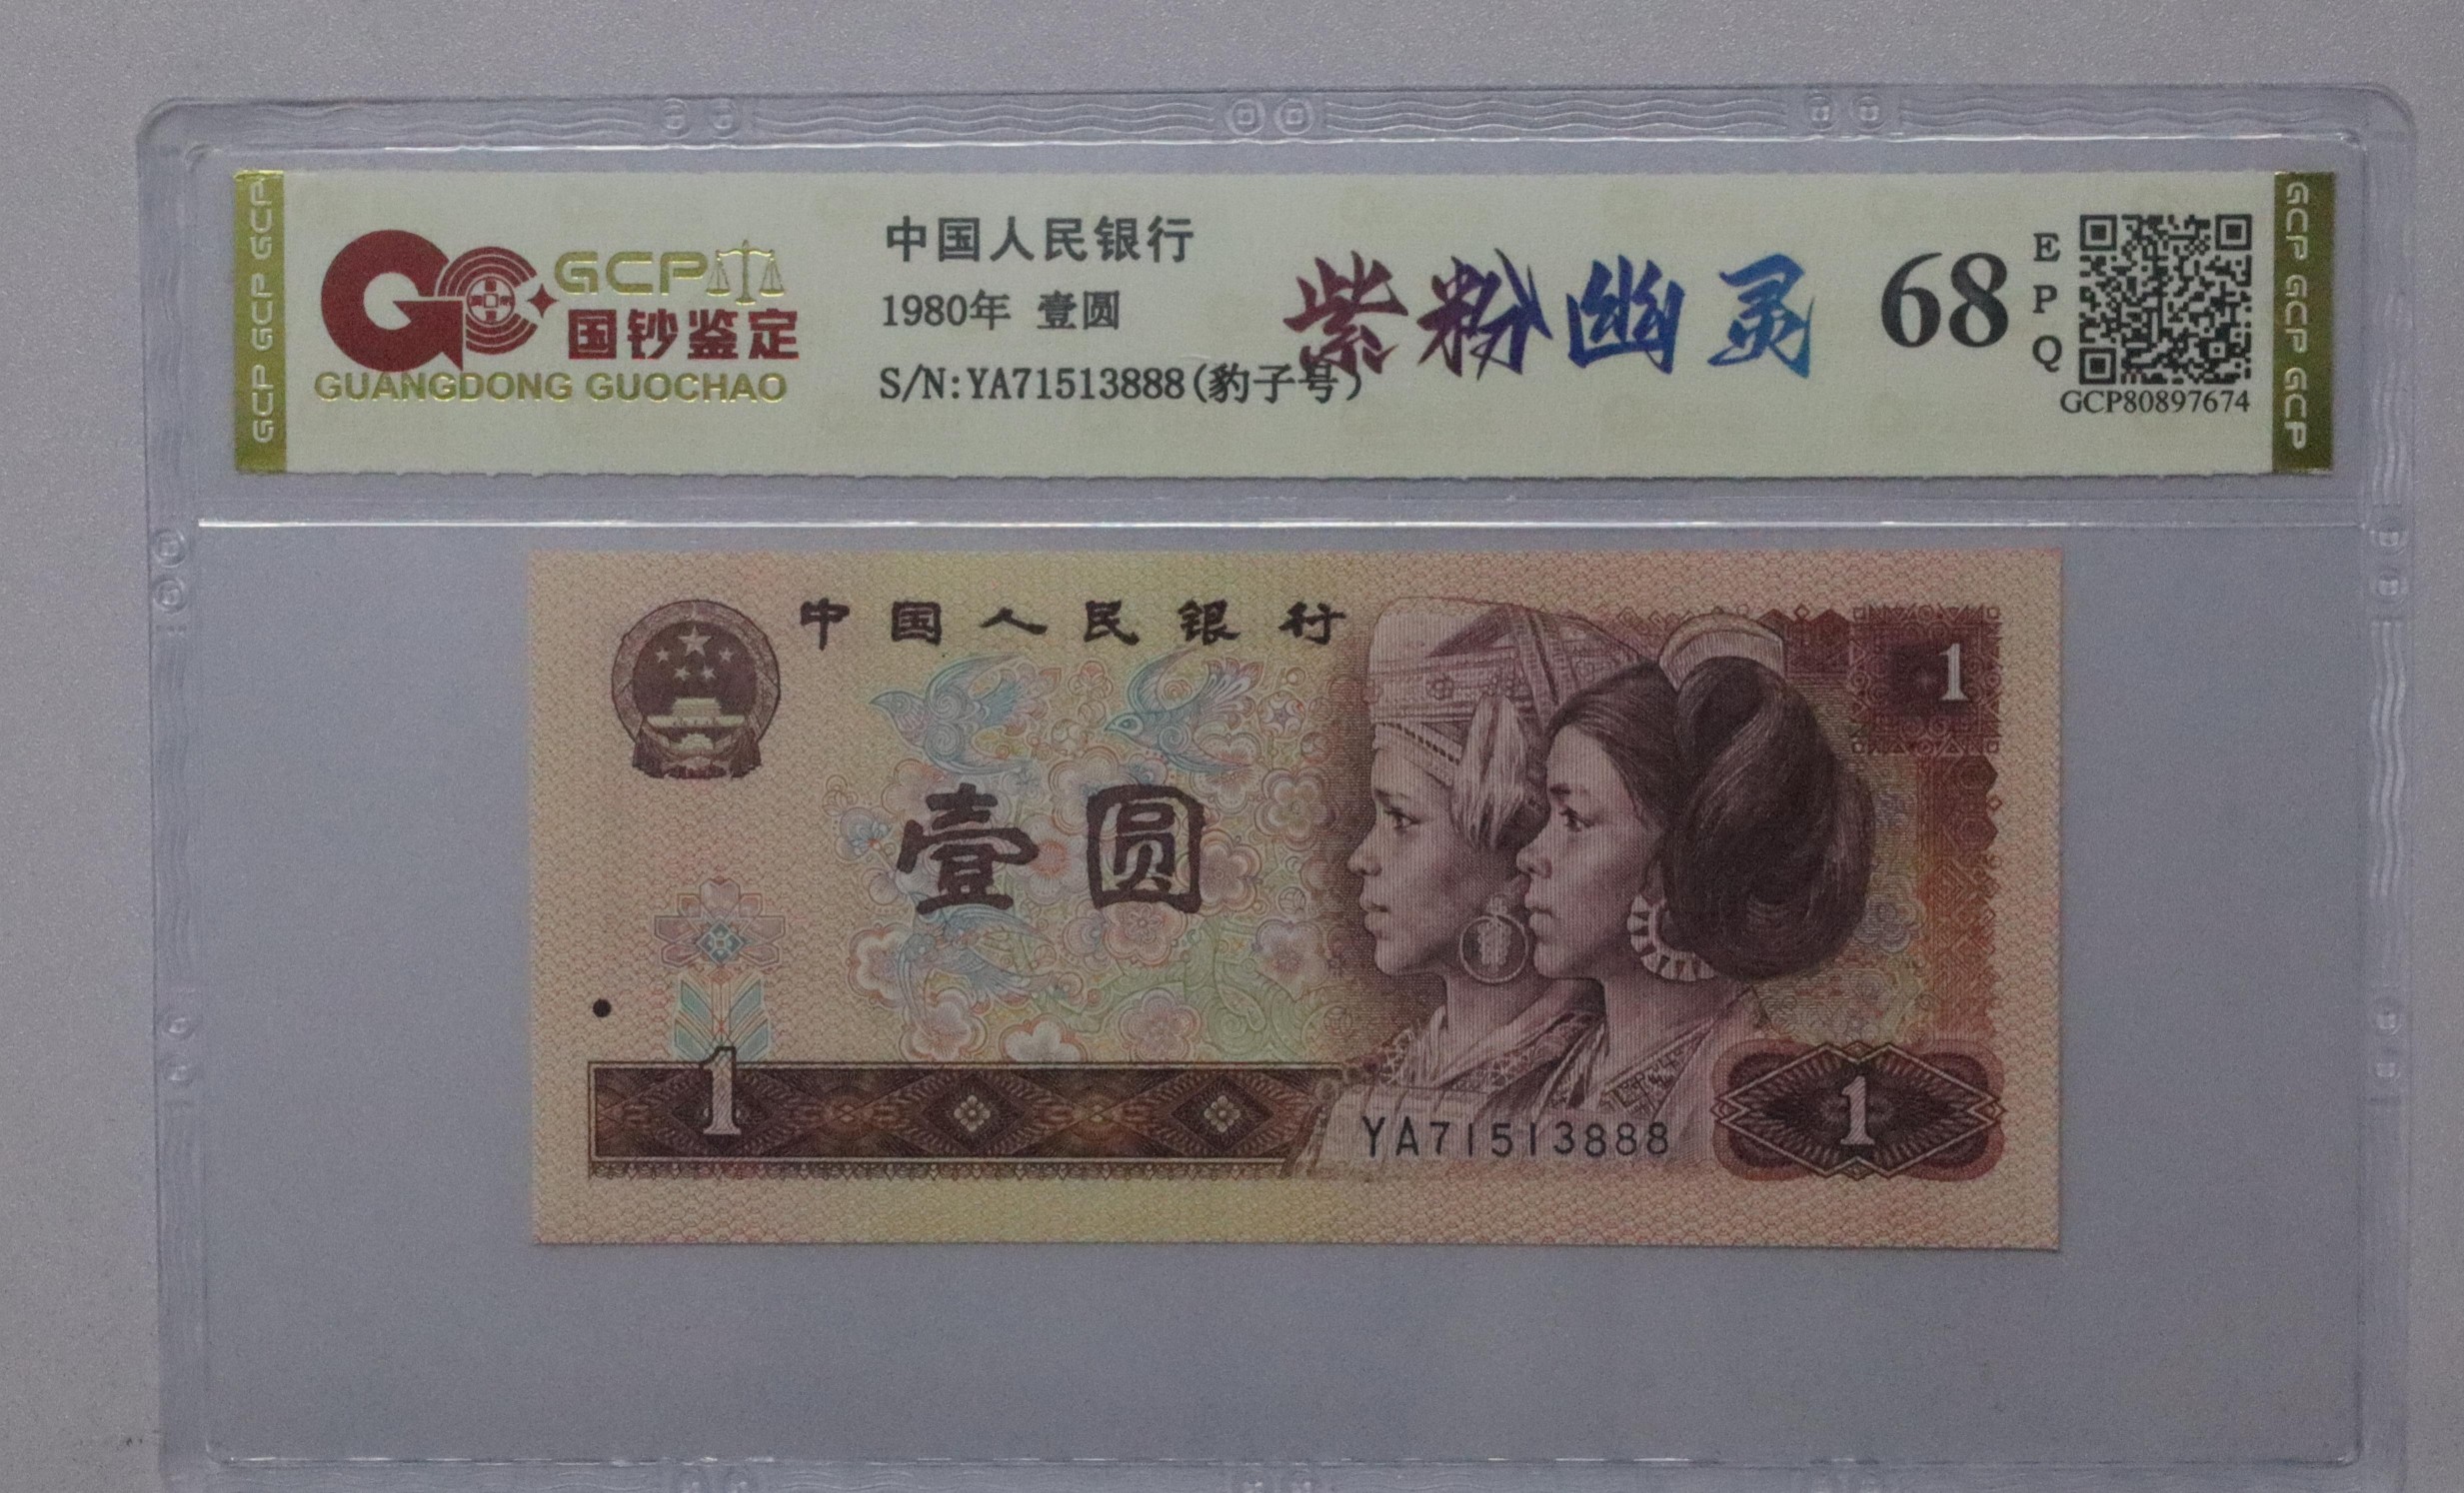 GCP GCP GCP
GCP
国钞鉴定
GUANGDONG GUOCHAO
中国人民银行
1980年 壹圆
S/N:YA71513888(豹子号)
紫粉幽灵
68
EPQ
GCP80897674
GCP GCP GCP
中国人民银行
1
壹圆
1
YA71513888
1